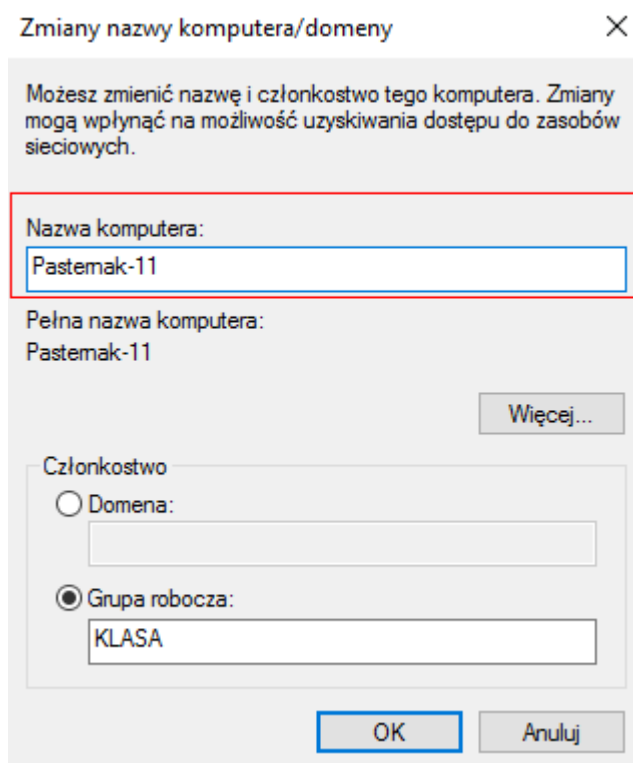 Zmiany nazwy komputera/domeny
Możesz zmienić nazwę i członkostwo tego komputera. Zmiany
mogą wpłynąć na możliwość uzyskiwania dostępu do zasobów
sieciowych.
Nazwa komputera:
Pasternak-11
Pełna nazwa komputera:
Pasternak-11
Więcej...
Członkostwo
Domena:
Grupa robocza:
KLASA
OK Anuluj